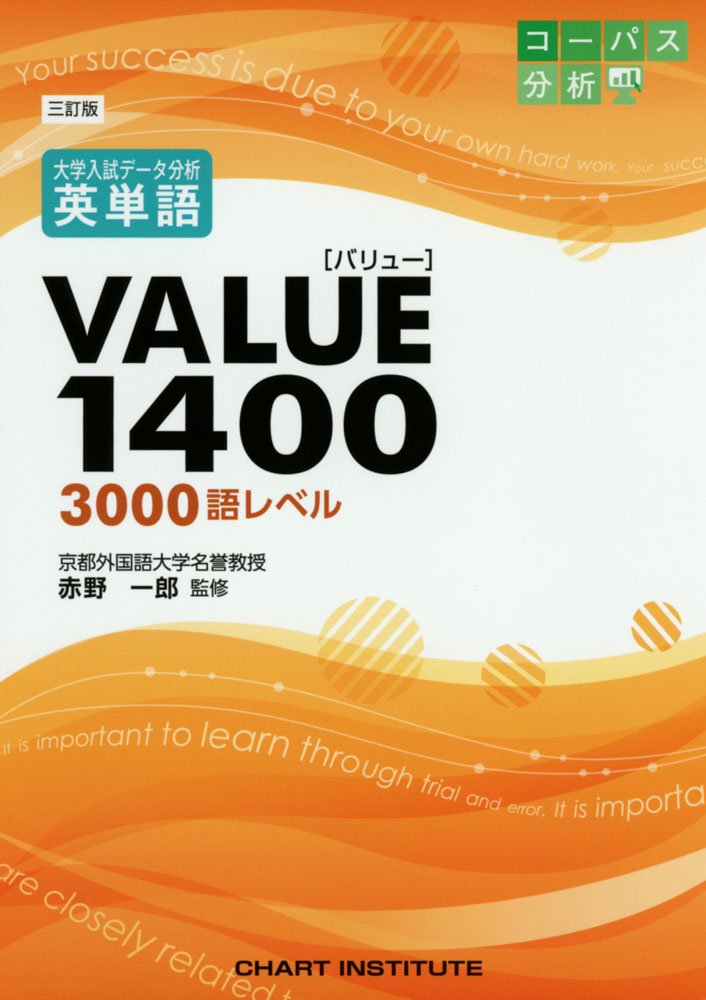 Your success is due to your own hard work. Your succ
コーパス
分析
三訂版
大学入試データ分析
英単語
[バリュー]
VALUE
1400
3000語レベル
京都外国語大学名誉教授
赤野 一郎 監修
It is important to learn through trial and error. It is importa
are closely related t
CHART INSTITUTE